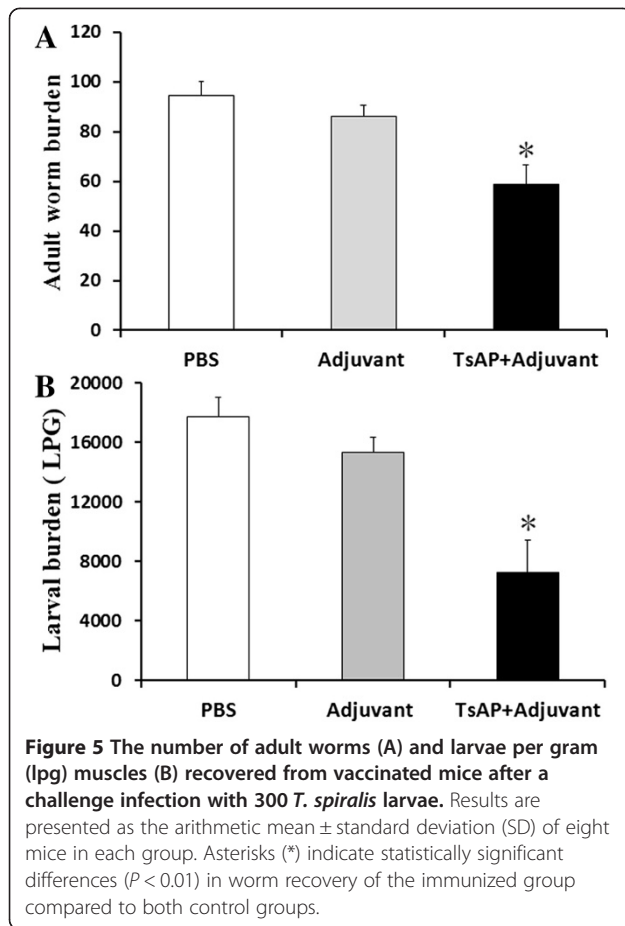 A
120
100
80
60
40
20
0
Adult worm burden
*
PBS Adjuvant TsAP+Adjuvant
B
20000
16000
12000
8000
4000
0
Larval burden ( LPG)
*
PBS Adjuvant TsAP+Adjuvant
Figure 5 The number of adult worms (A) and larvae per gram
(lpg) muscles (B) recovered from vaccinated mice after a
challenge infection with 300 T. spiralis larvae. Results are
presented as the arithmetic mean ± standard deviation (SD) of eight
mice in each group. Asterisks (*) indicate statistically significant
differences (P < 0.01) in worm recovery of the immunized group
compared to both control groups.